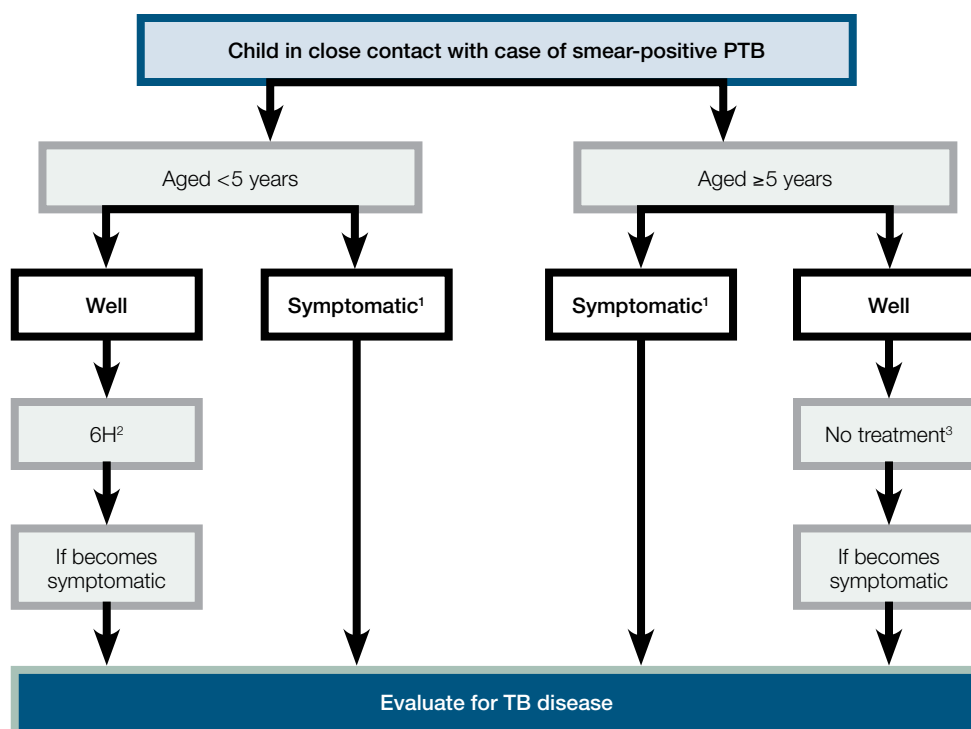 Child in close contact with case of smear-positive PTB
Aged <5 years
Aged ≥5 years
Well
Symptomatic¹
Symptomatic¹
Well
6H²
No treatment³
If becomes
symptomatic
If becomes
symptomatic
Evaluate for TB disease